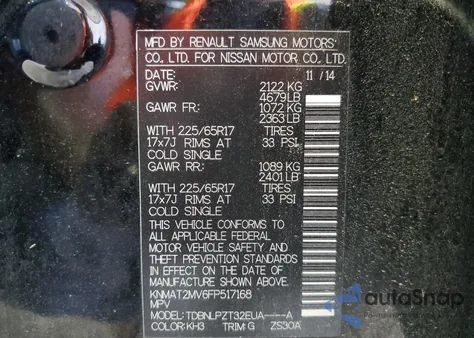 MFD BY RENAULT SAMSUNG MOTORS'
CO., LTD. FOR NISSAN MOTOR CO., LTD.
DATE: 11 / 14
GVWR: 2122 KG
4679LB
GAWR FR: 1072 KG
2363LB
WITH 225/65R17 TIRES
17x7J RIMS AT 33 PSI
COLD SINGLE
GAWR RR: 1089 KG
2401LB
WITH 225/65R17 TIRES
17x7J RIMS AT 33 PSI
COLD SINGLE
THIS VEHICLE CONFORMS TO
ALL APPLICABLE FEDERAL
MOTOR VEHICLE SAFETY AND
THEFT PREVENTION STANDARDS
IN EFFECT ON THE DATE OF
MANUFACTURE SHOWN ABOVE.
KNMAT2MV6FP517168
MPV
MODEL: TDBNLPZT32EUA----A
COLOR: KH3 TRIM: G ZS30A
autoSnap